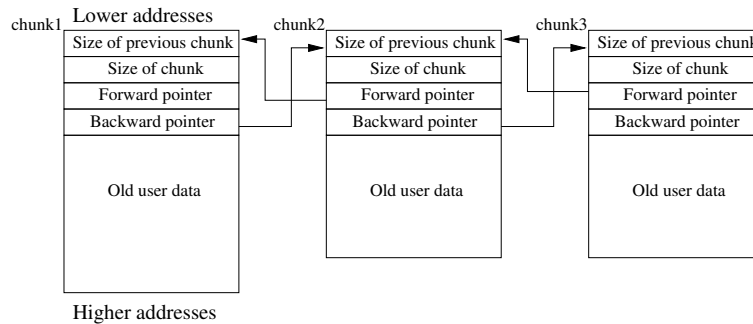 Lower addresses
chunk1
Size of previous chunk
Size of chunk
Forward pointer
Backward pointer
Old user data
Higher addresses
chunk2
Size of previous chunk
Size of chunk
Forward pointer
Backward pointer
Old user data
chunk3
Size of previous chunk
Size of chunk
Forward pointer
Backward pointer
Old user data